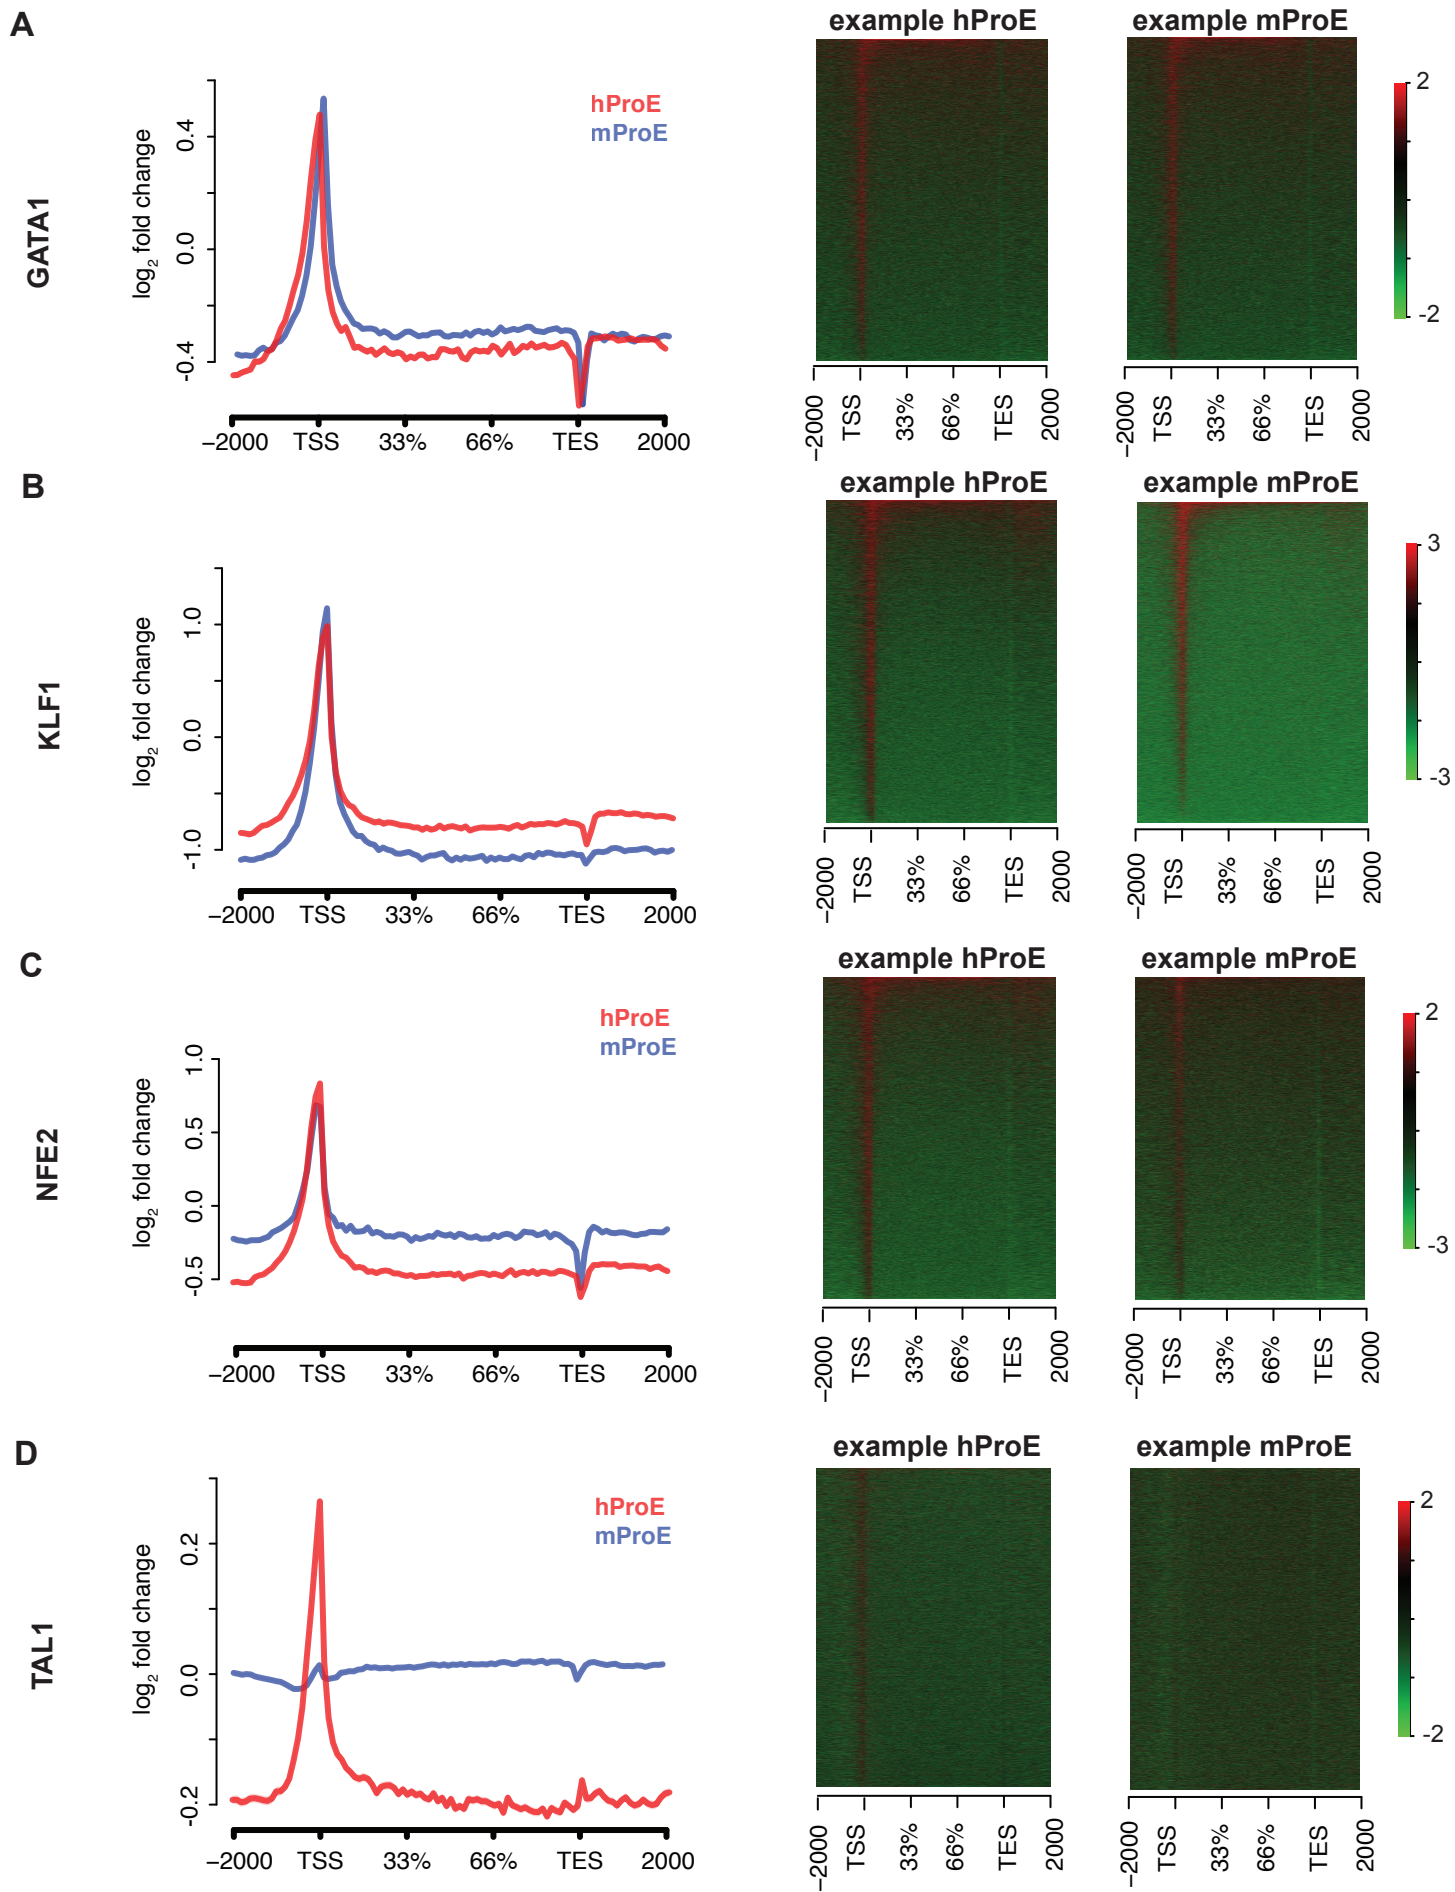 A
example hProE
example mProE
GATA1
log2 fold change
0.4
0.0
-0.4
hProE
mProE
−2000 TSS 33% 66% TES 2000
−2000 TSS 33% 66% TES 2000
−2000 TSS 33% 66% TES 2000
2
-2
B
example hProE
example mProE
KLF1
log2 fold change
1.0
0.0
-1.0
−2000 TSS 33% 66% TES 2000
−2000 TSS 33% 66% TES 2000
−2000 TSS 33% 66% TES 2000
3
-3
C
example hProE
example mProE
NFE2
log2 fold change
1.0
0.5
0.0
-0.5
hProE
mProE
−2000 TSS 33% 66% TES 2000
−2000 TSS 33% 66% TES 2000
−2000 TSS 33% 66% TES 2000
2
-3
D
example hProE
example mProE
TAL1
log2 fold change
0.2
0.0
-0.2
hProE
mProE
−2000 TSS 33% 66% TES 2000
−2000 TSS 33% 66% TES 2000
−2000 TSS 33% 66% TES 2000
2
-2